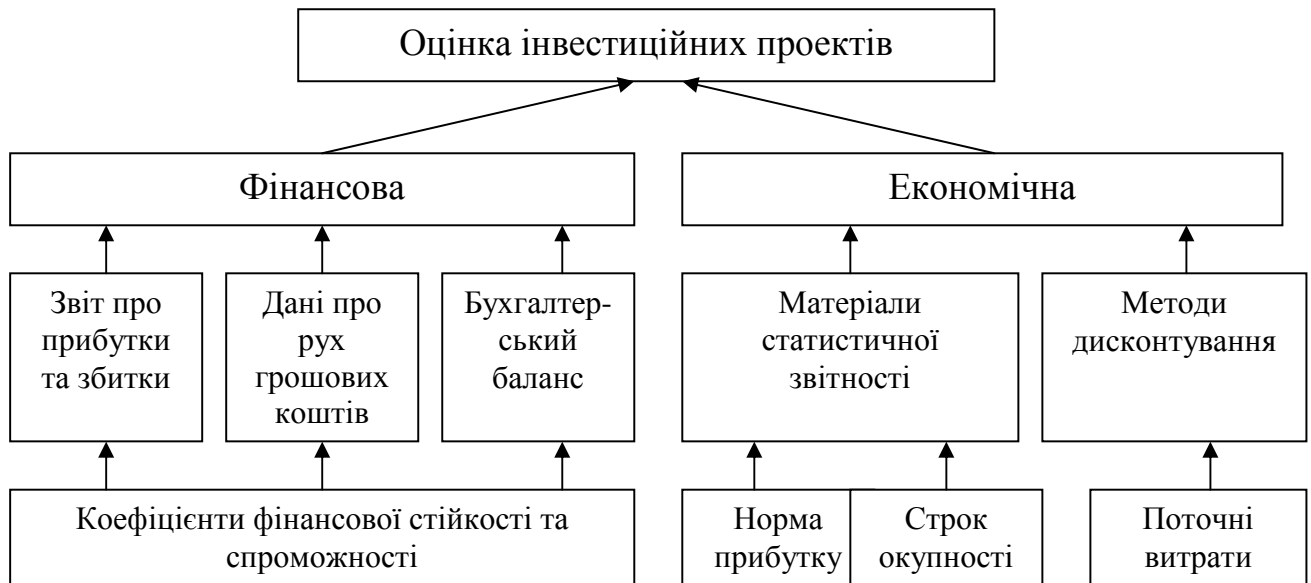 Оцінка інвестиційних проектів
Фінансова
Економічна
Звіт про
прибутки
та збитки
Дані про
рух
грошових
коштів
Бухгалтер-
ський
баланс
Матеріали
статистичної
звітності
Методи
дисконтування
Коефіцієнти фінансової стійкості та
спроможності
Норма
прибутку
Строк
окупності
Поточні
витрати